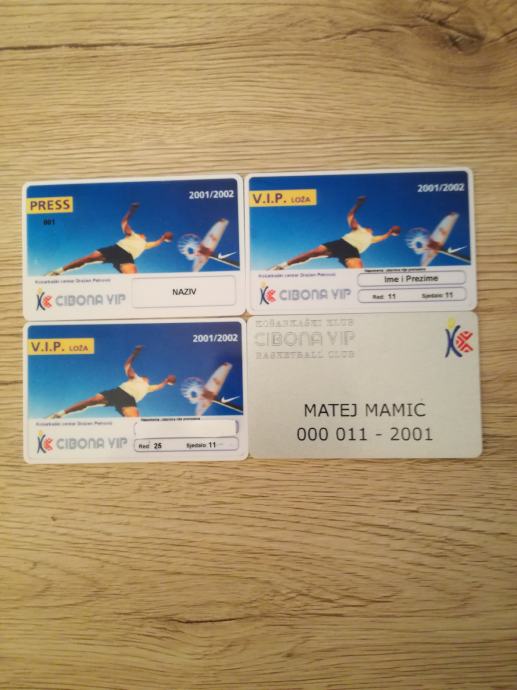 PRESS
2001/2002
001
Košarkaški centar Dražen Petrović
CIBONA VIP
NAZIV
V.I.P. LOŽA
2001/2002
Košarkaški centar Dražen Petrović
Ime i Prezime
CIBONA VIP
Red: 11 Sjedalo: 11
V.I.P. LOŽA
2001/2002
Košarkaški centar Dražen Petrović
CIBONA VIP
Red: 25 Sjedalo: 11
KOŠARKAŠKI KLUB
CIBONA VIP
BASKETBALL CLUB
MATEJ MAMIĆ
000 011 - 2001